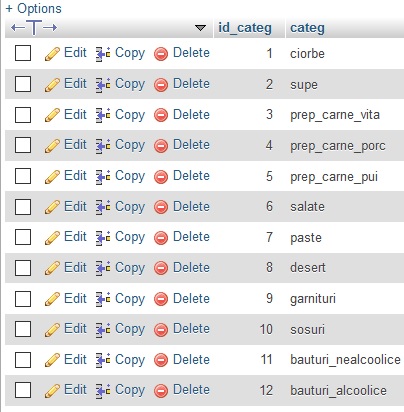 + Options
id_categ categ
Edit Copy Delete 1 ciorbe
Edit Copy Delete 2 supe
Edit Copy Delete 3 prep_carne_vita
Edit Copy Delete 4 prep_carne_porc
Edit Copy Delete 5 prep_carne_pui
Edit Copy Delete 6 salate
Edit Copy Delete 7 paste
Edit Copy Delete 8 desert
Edit Copy Delete 9 garnituri
Edit Copy Delete 10 sosuri
Edit Copy Delete 11 bauturi_nealcoolice
Edit Copy Delete 12 bauturi_alcoolice